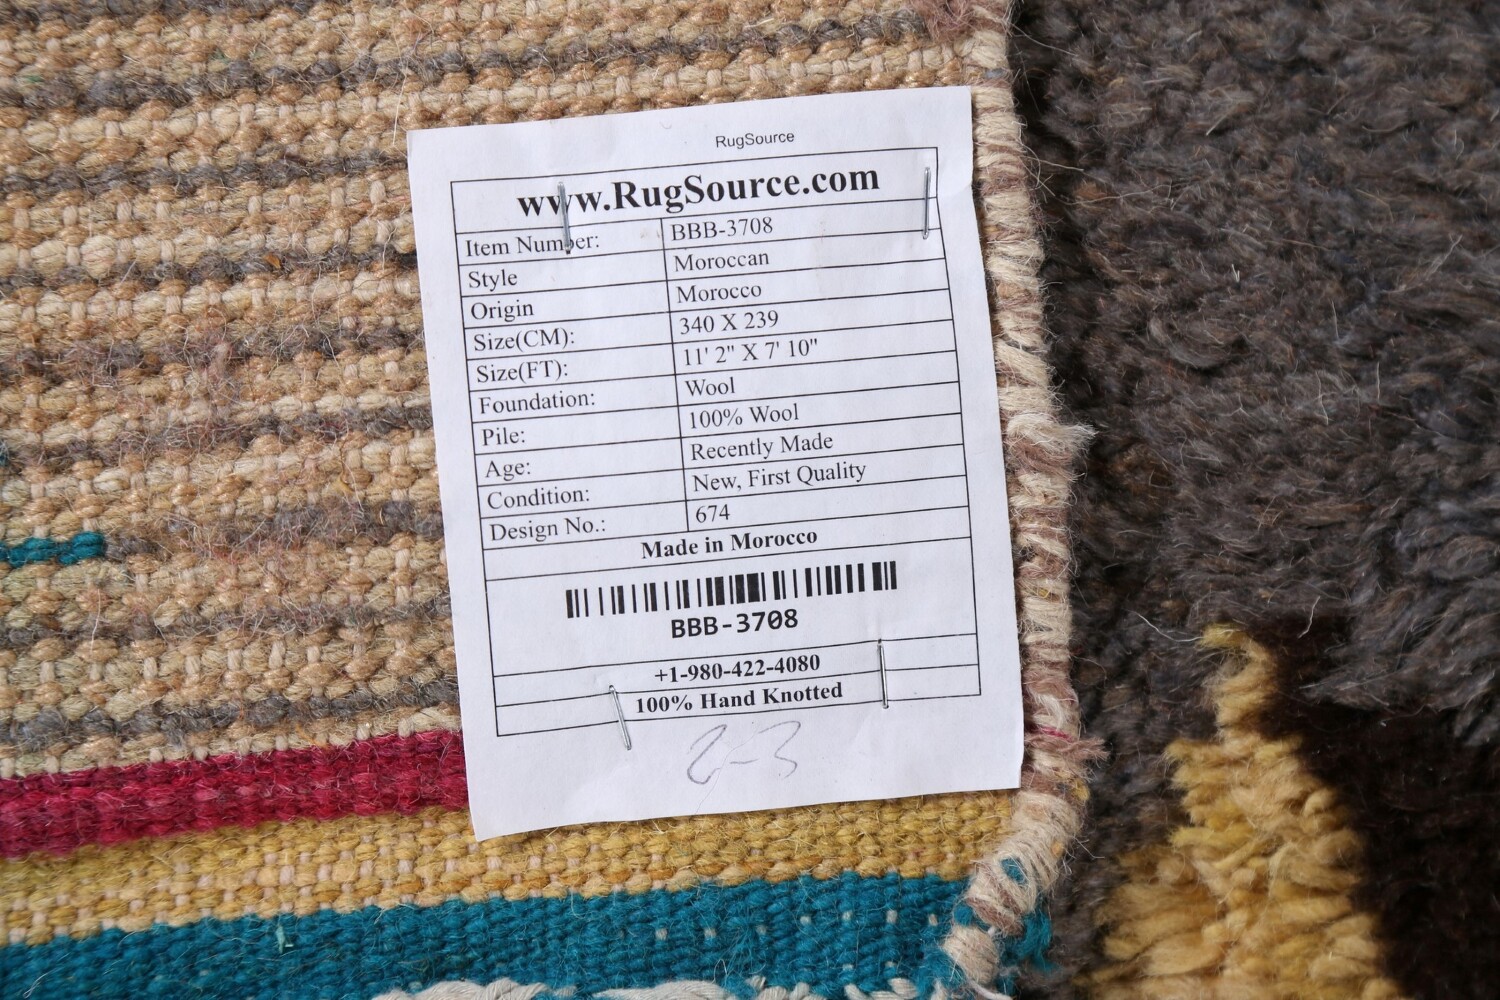 RugSource
www.RugSource.com
Item Number: BBB-3708
Style Moroccan
Origin Morocco
Size(CM): 340 X 239
Size(FT): 11' 2" X 7' 10"
Foundation: Wool
Pile: 100% Wool
Age: Recently Made
Condition: New, First Quality
Design No.: 674
Made in Morocco
BBB-3708
+1-980-422-4080
100% Hand Knotted
2-3